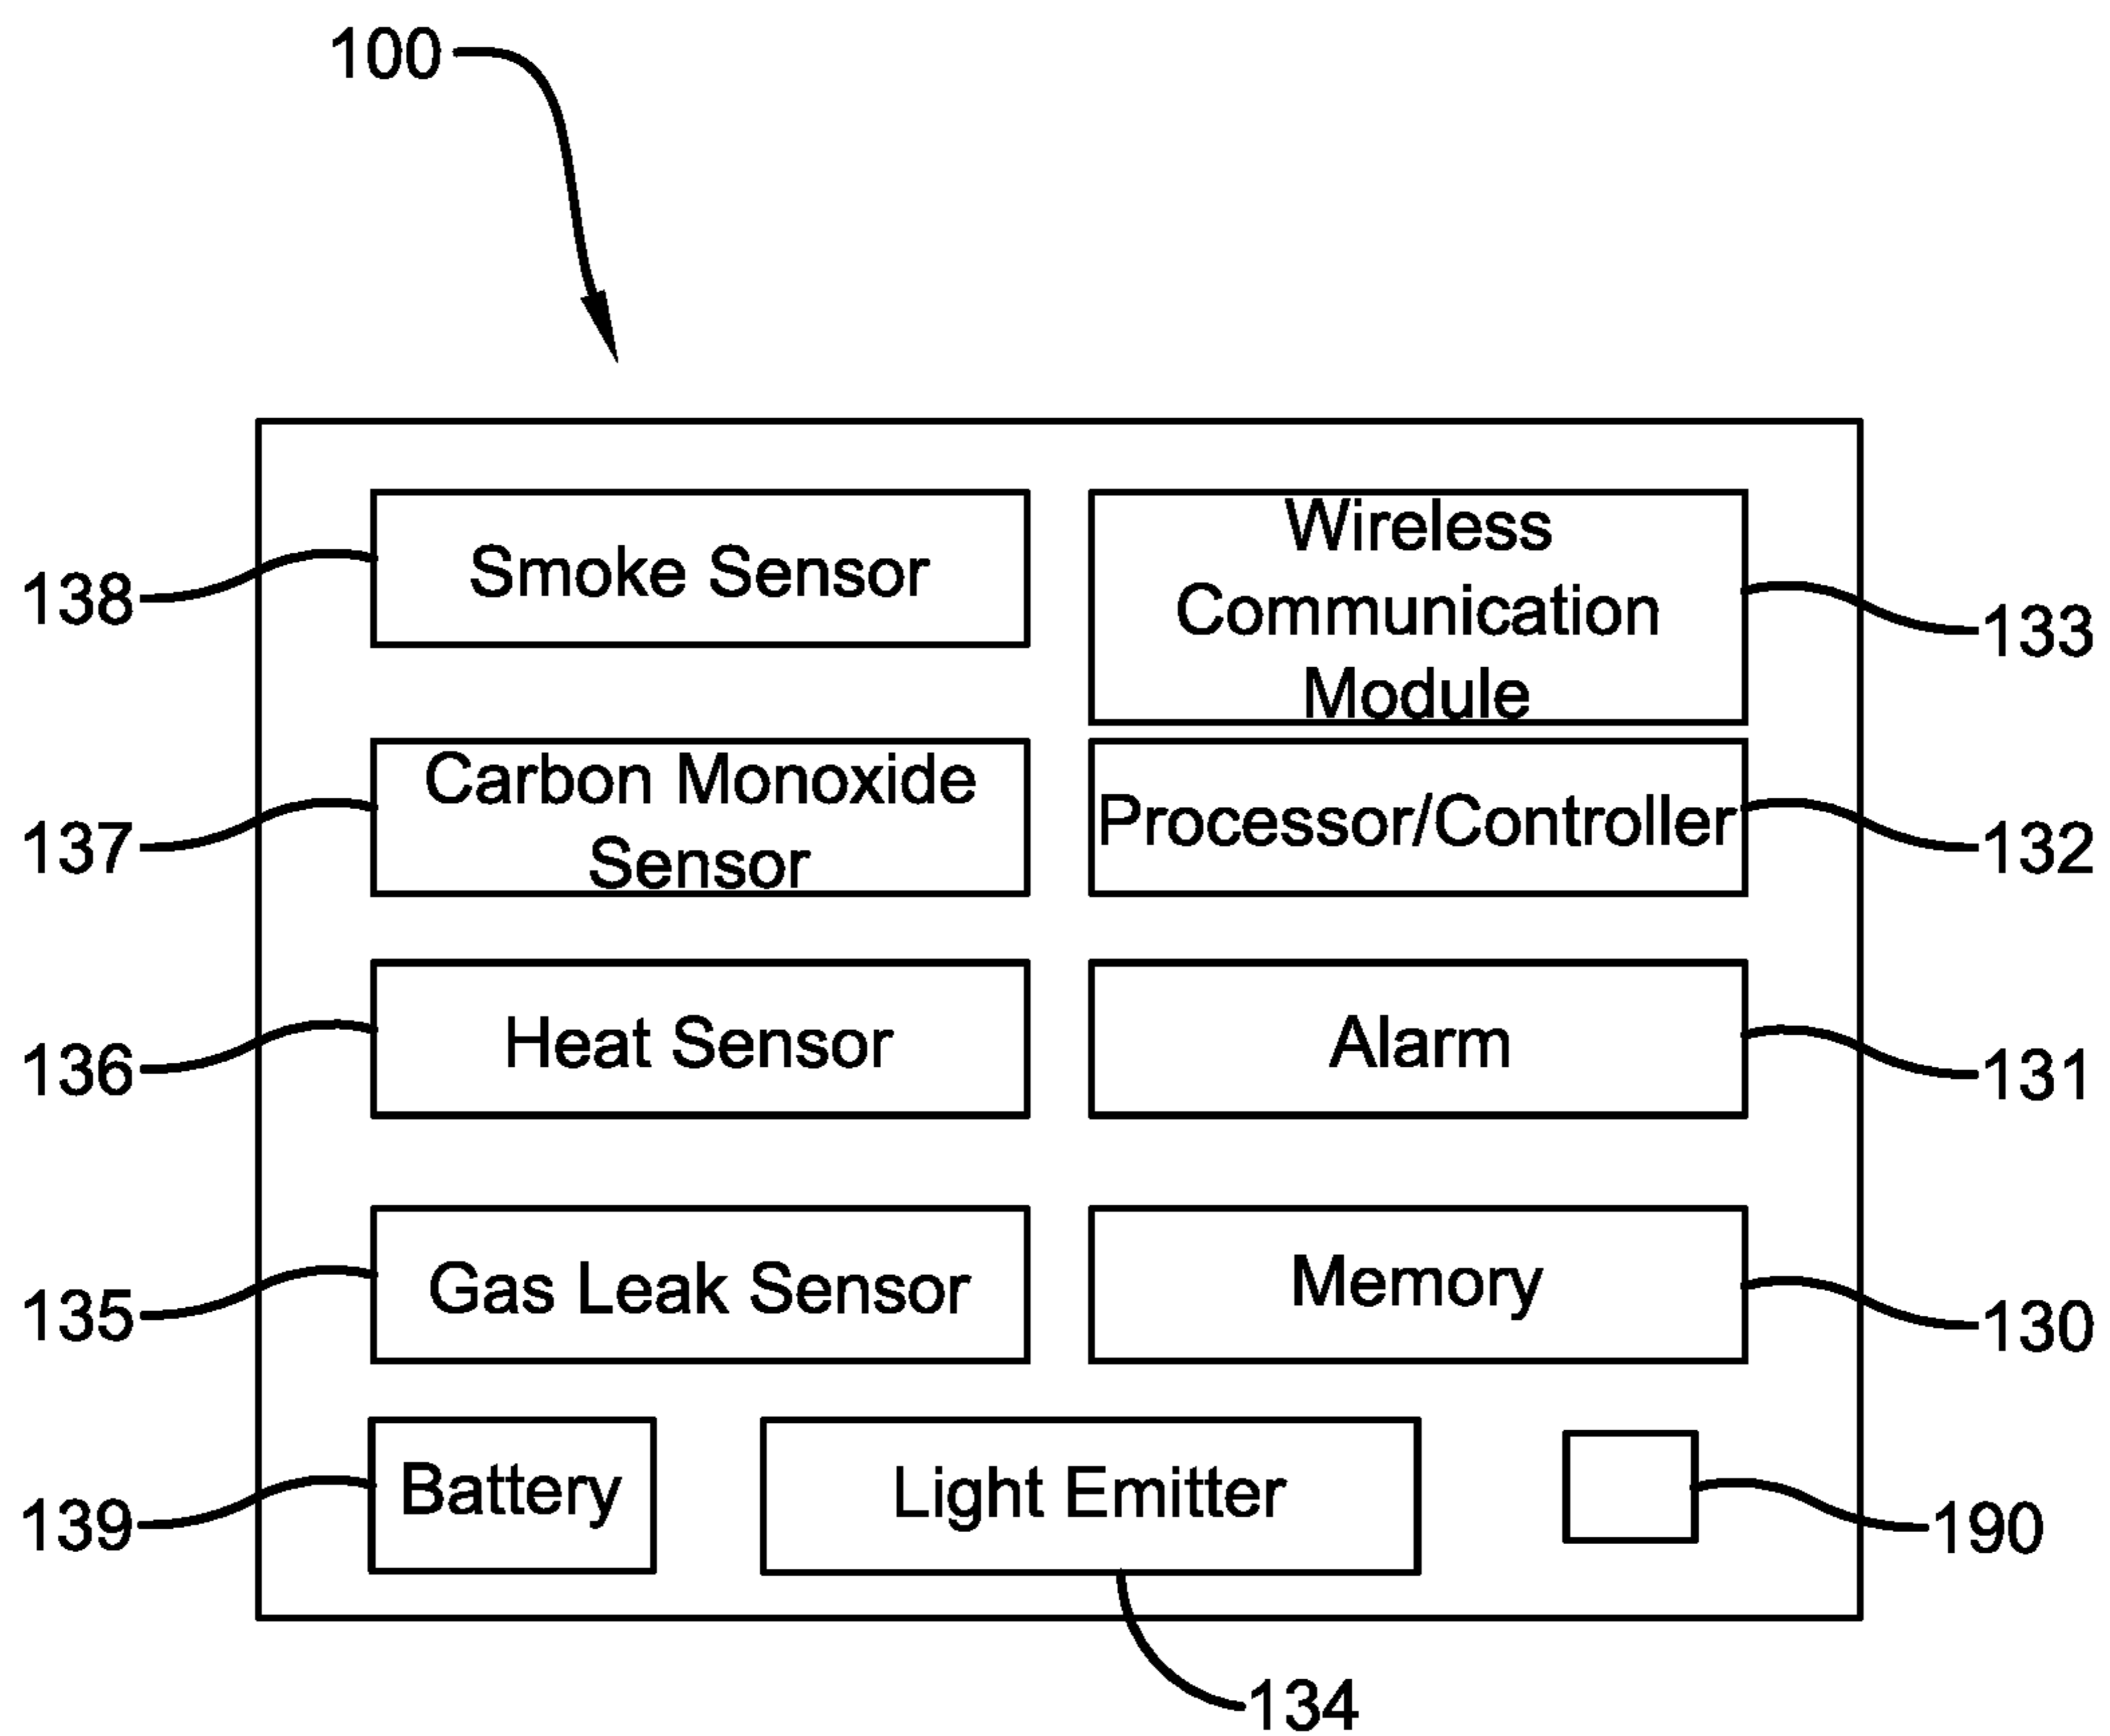 100
Smoke Sensor
138
Wireless
Communication
Module
133
Carbon Monoxide
Sensor
137
Processor/Controller
132
Heat Sensor
136
Alarm
131
Gas Leak Sensor
135
Memory
130
Battery
139
Light Emitter
134
190